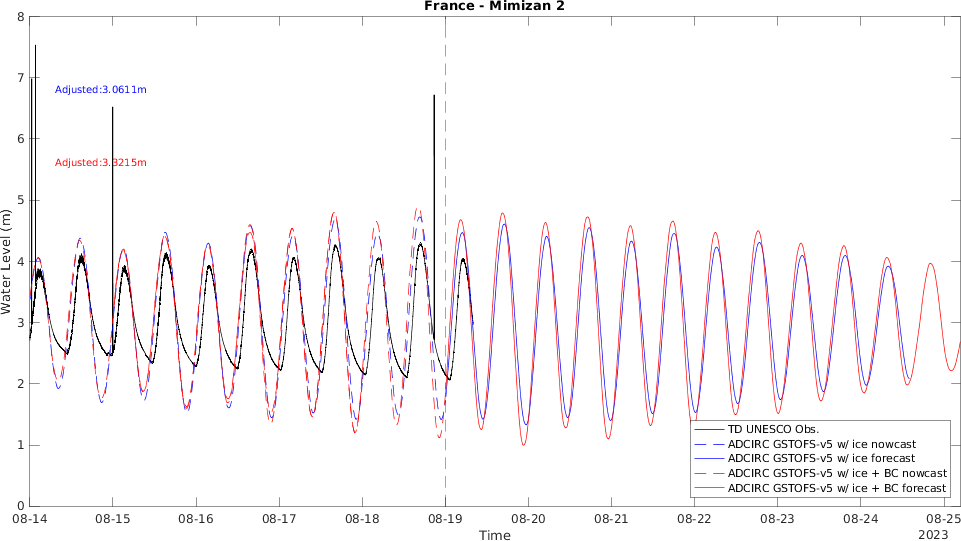 France - Mimizan 2
8
7
6
5
4
3
2
1
0
Water Level (m)
Adjusted:3.0611m
Adjusted:3.3215m
TD UNESCO Obs.
ADCIRC GSTOFS-v5 w/ ice nowcast
ADCIRC GSTOFS-v5 w/ ice forecast
ADCIRC GSTOFS-v5 w/ ice + BC nowcast
ADCIRC GSTOFS-v5 w/ ice + BC forecast
08-14 08-15 08-16 08-17 08-18 08-19 08-20 08-21 08-22 08-23 08-24 08-25
Time
2023